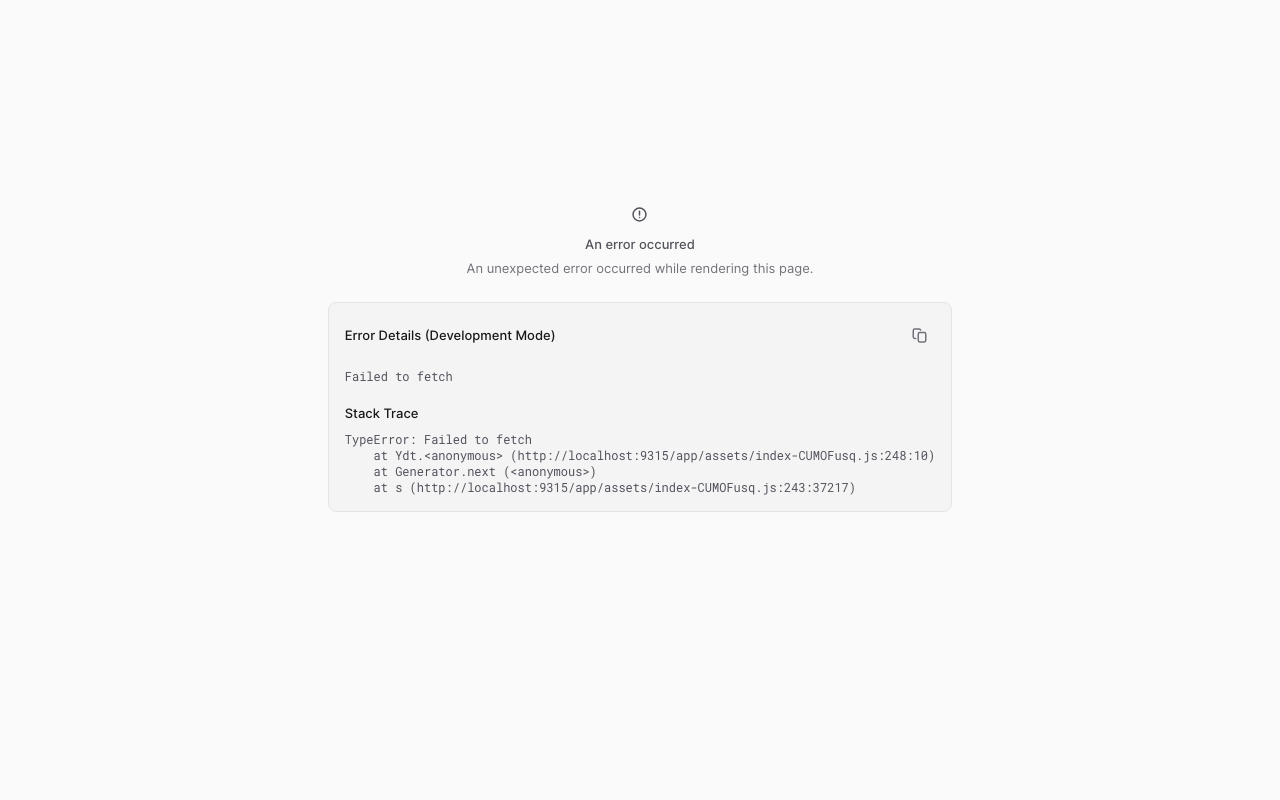 An error occurred
An unexpected error occurred while rendering this page.
Error Details (Development Mode)
Failed to fetch
Stack Trace
TypeError: Failed to fetch
    at Ydt.<anonymous> (http://localhost:9315/app/assets/index-CUMOFusq.js:248:10)
    at Generator.next (<anonymous>)
    at s (http://localhost:9315/app/assets/index-CUMOFusq.js:243:37217)